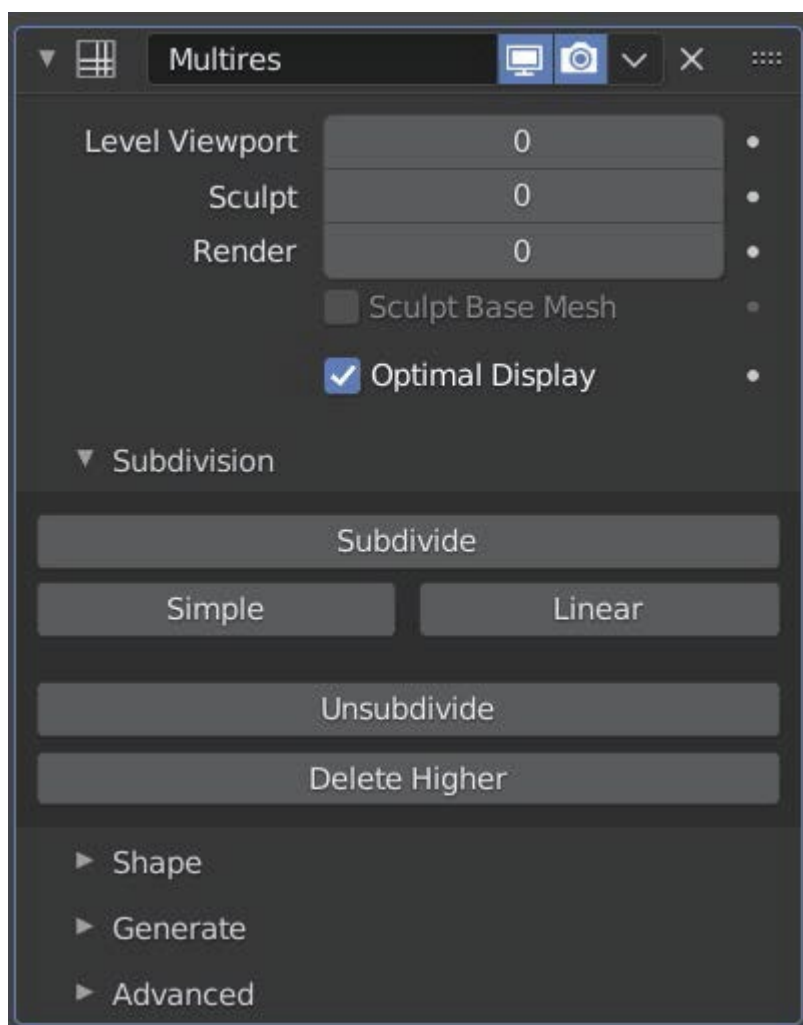 Multires
Level Viewport 0
Sculpt 0
Render 0
Sculpt Base Mesh
Optimal Display
Subdivision
Subdivide
Simple Linear
Unsubdivide
Delete Higher
Shape
Generate
Advanced